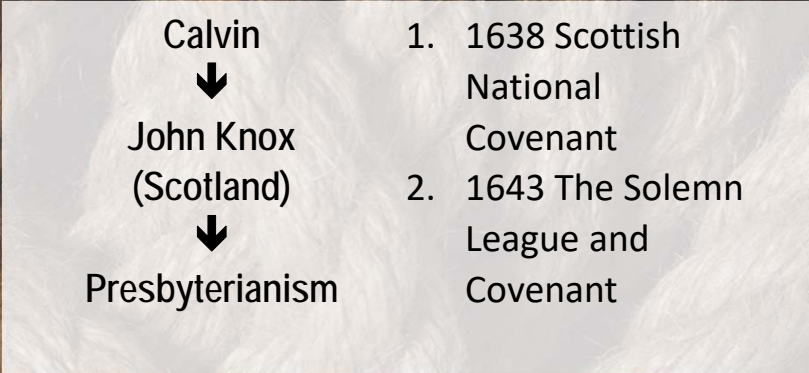 Calvin
↓
John Knox
(Scotland)
↓
Presbyterianism
1. 1638 Scottish
National
Covenant
2. 1643 The Solemn
League and
Covenant